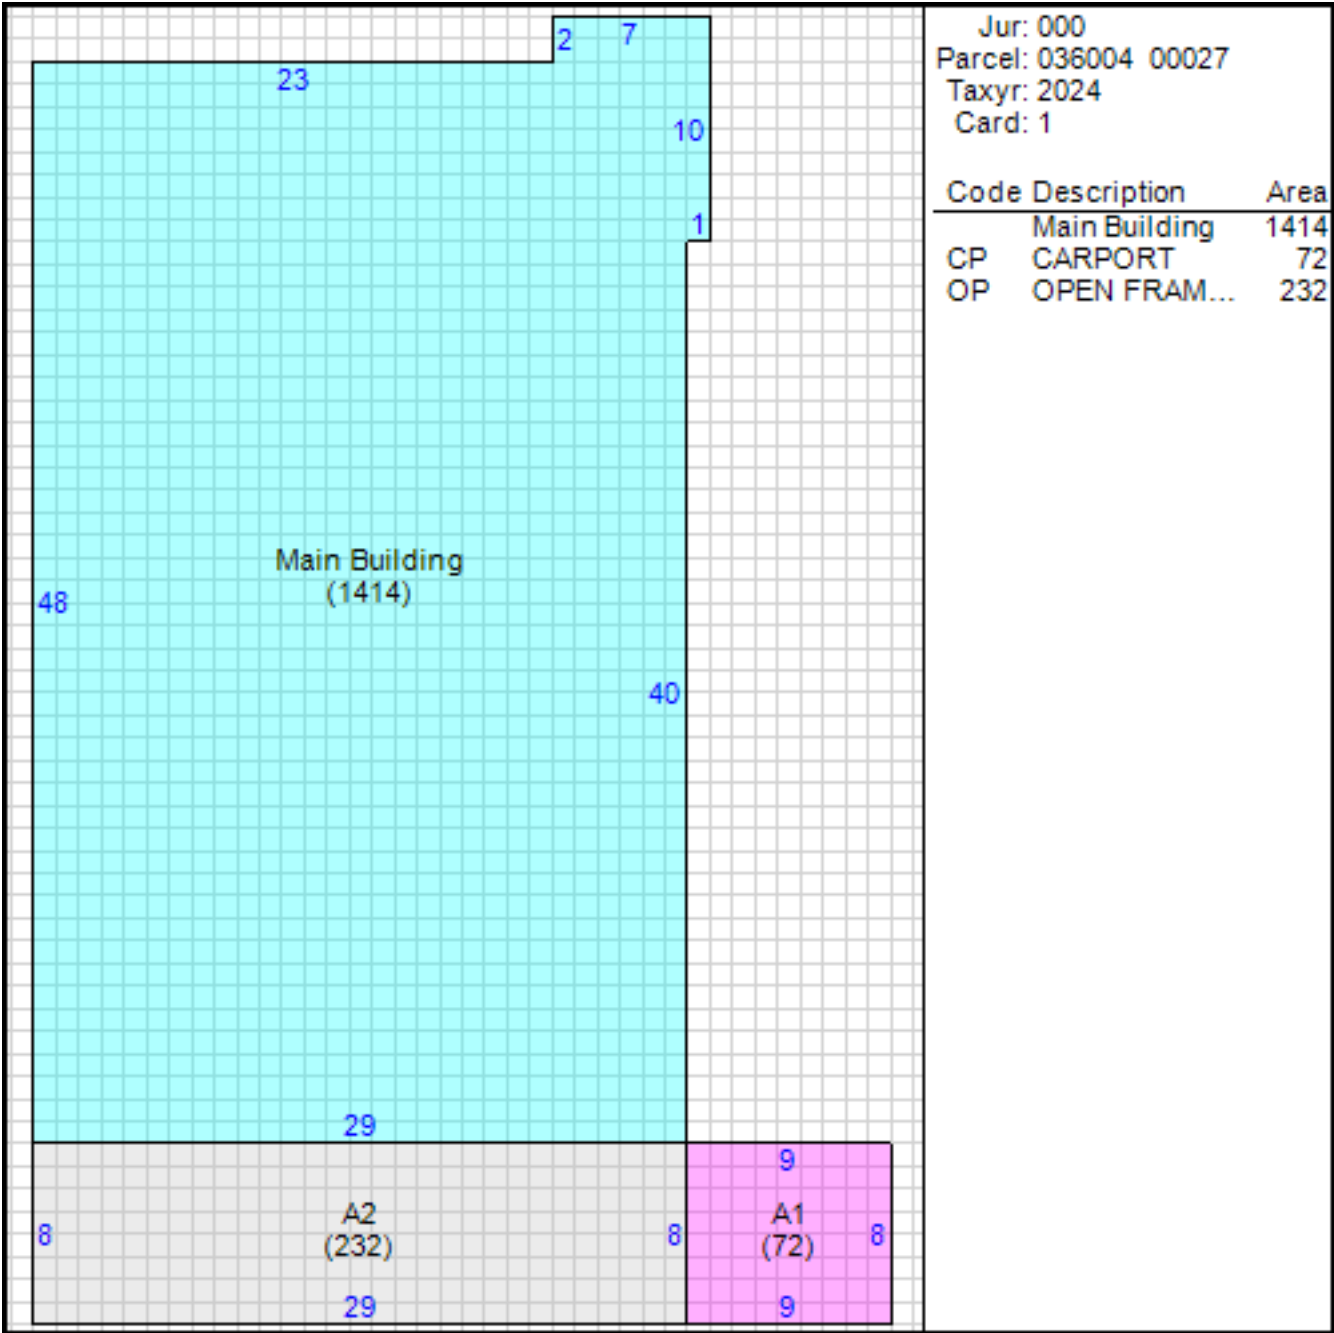 2 7
23
10
1
Main Building
(1414)
48
40
29
9
A2
(232)
A1
(72)
8
8
8
29
9
Jur: 000
Parcel: 036004 00027
Taxyr: 2024
Card: 1
Code Description Area
Main Building 1414
CP CARPORT 72
OP OPEN FRAM... 232